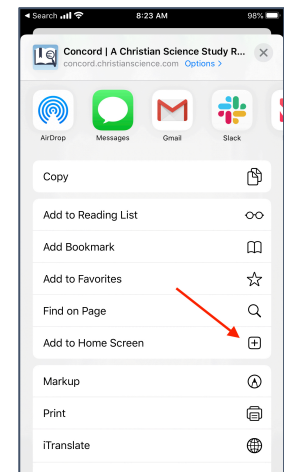 Search 8:23 AM 98%
Concord | A Christian Science Study R...
concord.christianscience.com Options >
AirDrop Messages Gmail Slack
Copy
Add to Reading List
Add Bookmark
Add to Favorites
Find on Page
Add to Home Screen
Markup
Print
iTranslate